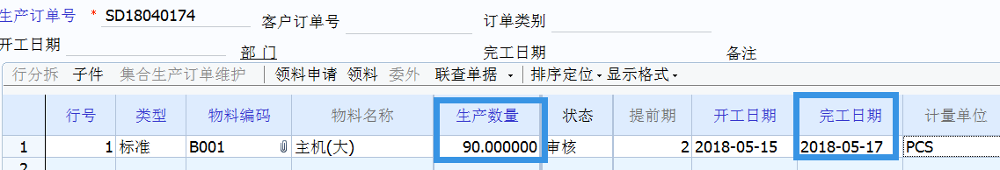 生产订单号 * SD18040174 客户订单号 订单类别
开工日期 部 门 完工日期 备注
行分拆 子件 集合生产订单维护 领料申请 领料 委外 联查单据 排序定位 显示格式
行号 类型 物料编码 物料名称 生产数量 状态 提前期 开工日期 完工日期 计量单位
1 1 标准 B001 主机(大) 90.000000 审核 2 2018-05-15 2018-05-17 PCS
2